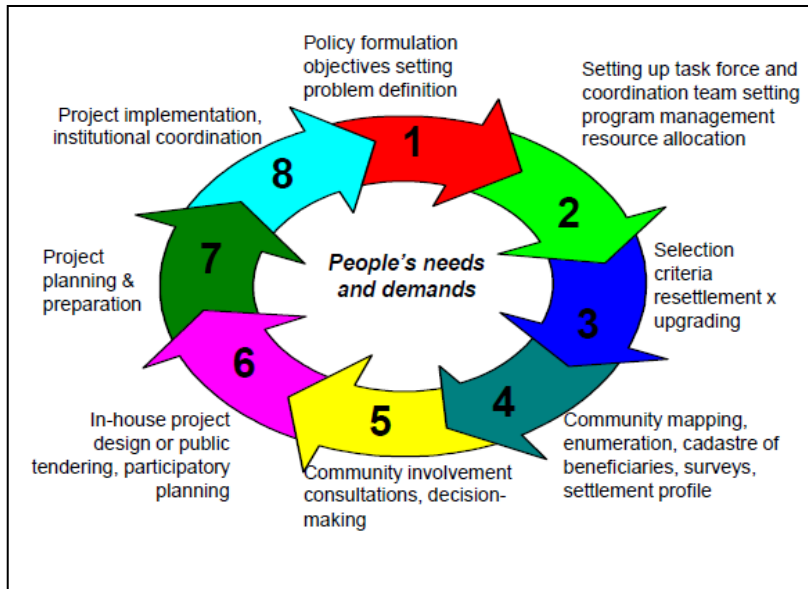 Policy formulation
objectives setting
problem definition
1
Setting up task force and
coordination team setting
program management
resource allocation
2
Selection
criteria
resettlement x
upgrading
3
Community mapping,
enumeration, cadastre of
beneficiaries, surveys,
settlement profile
4
Community involvement
consultations, decision-
making
5
In-house project
design or public
tendering, participatory
planning
6
Project
planning &
preparation
7
Project implementation,
institutional coordination
8
People's needs
and demands